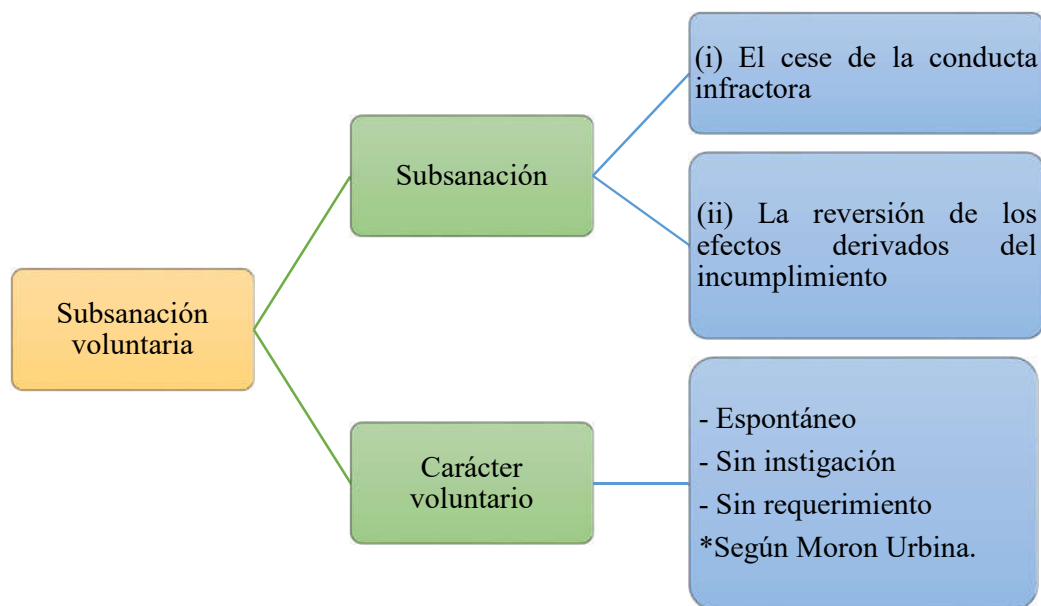 Subsanación
voluntaria
Subsanación
(i) El cese de la conducta
infractora
(ii) La reversión de los
efectos derivados del
incumplimiento
Carácter
voluntario
- Espontáneo
- Sin instigación
- Sin requerimiento
*Según Moron Urbina.